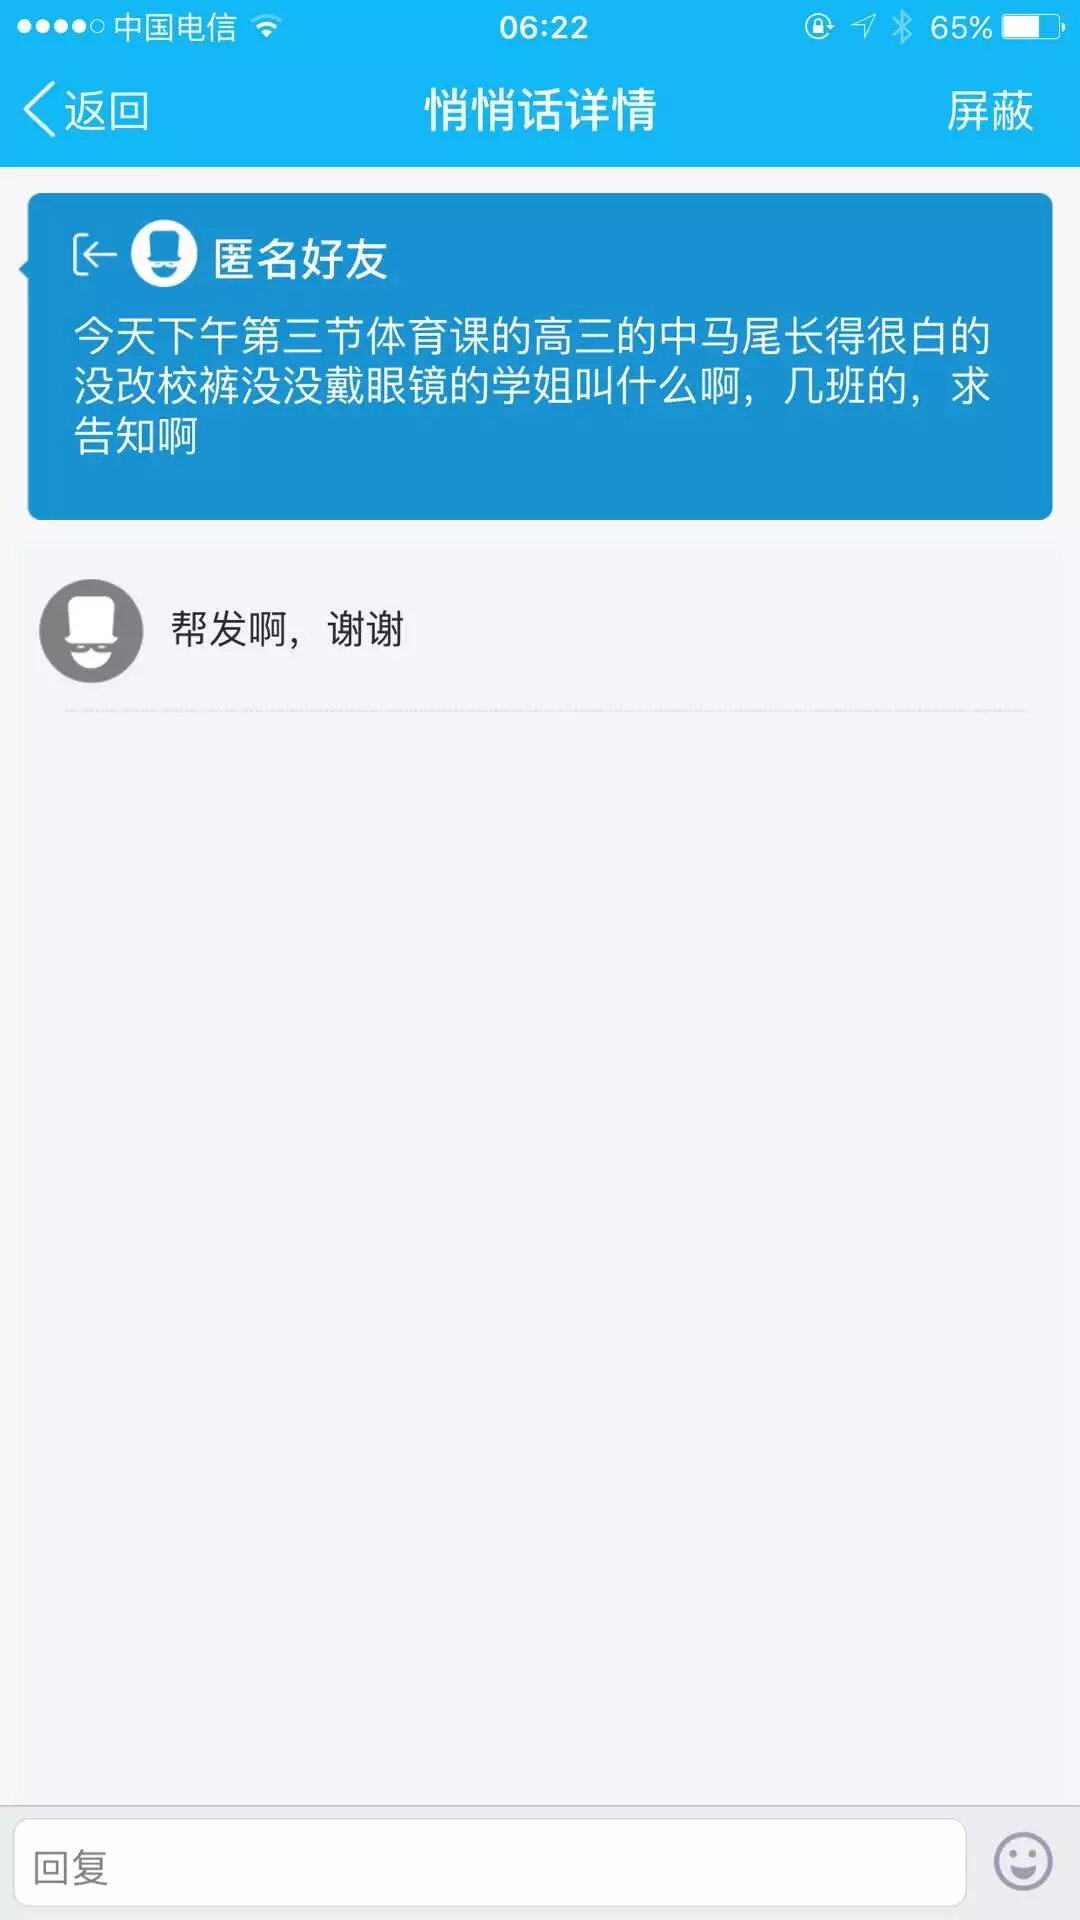 中国电信 06:22 65%
返回 悄悄话详情 屏蔽
匿名好友
今天下午第三节体育课的高三的中马尾长得很白的
没改校裤没没戴眼镜的学姐叫什么啊，几班的，求
告知啊
帮发啊，谢谢
回复